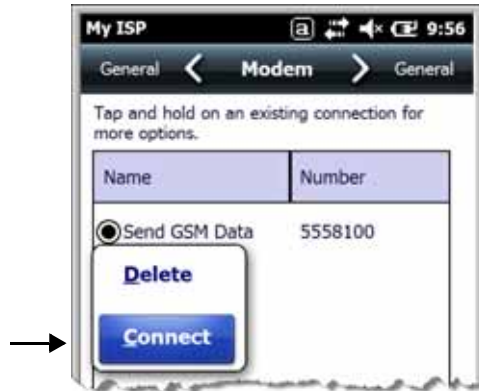 My ISP a 9:56
General Modem General
Tap and hold on an existing connection for
more options.
Name Number
Send GSM Data 5558100
Delete
Connect